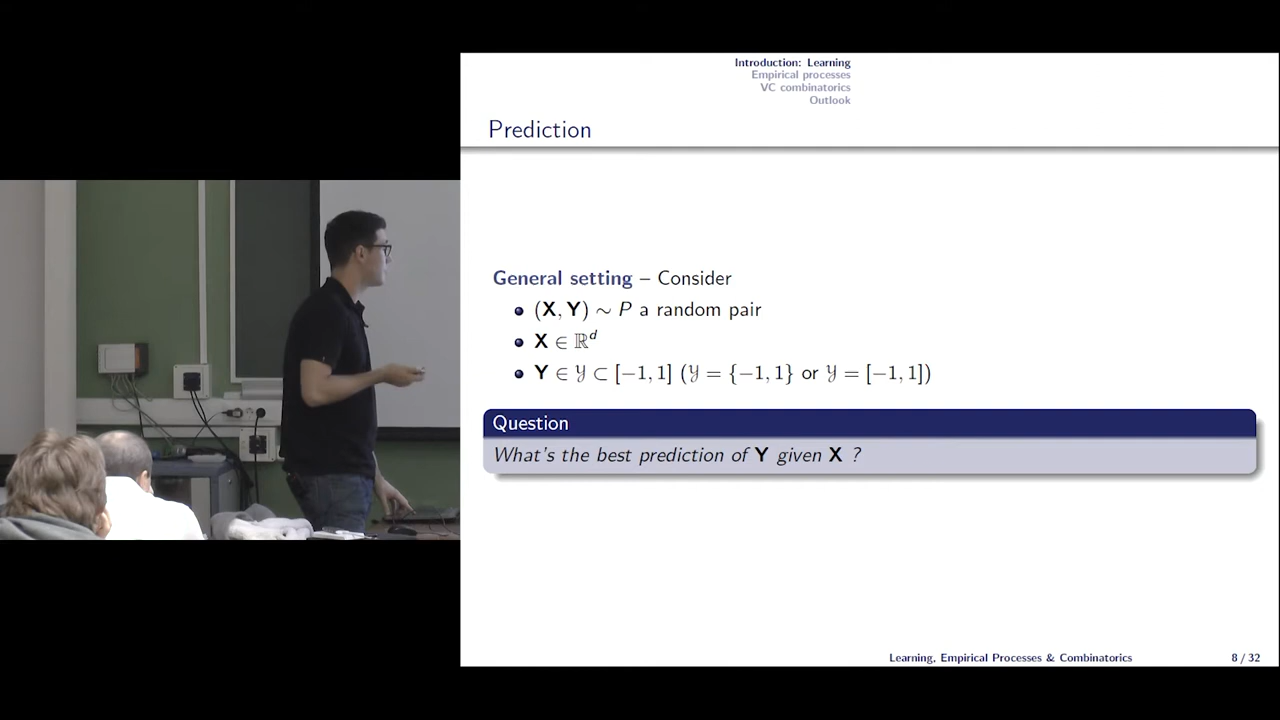 Introduction: Learning
Empirical processes
VC combinatorics
Outlook
Prediction
General setting – Consider
(X, Y) ∼ P a random pair
X ∈ ℝᵈ
Y ∈ 𝒴 ⊂ [−1, 1] (𝒴 = {−1, 1} or 𝒴 = [−1, 1])
Question
What's the best prediction of Y given X ?
Learning, Empirical Processes & Combinatorics 8 / 32